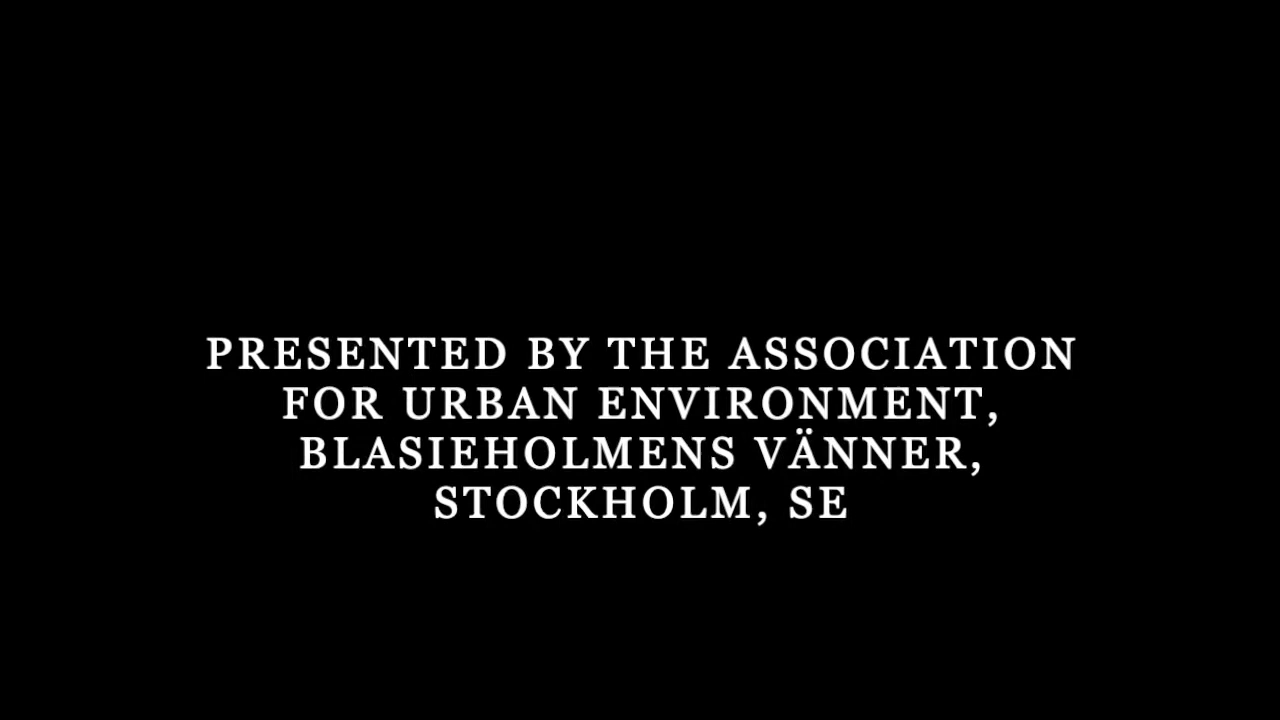 PRESENTED BY THE ASSOCIATION
FOR URBAN ENVIRONMENT,
BLASIEHOLMENS VÄNNER,
STOCKHOLM, SE